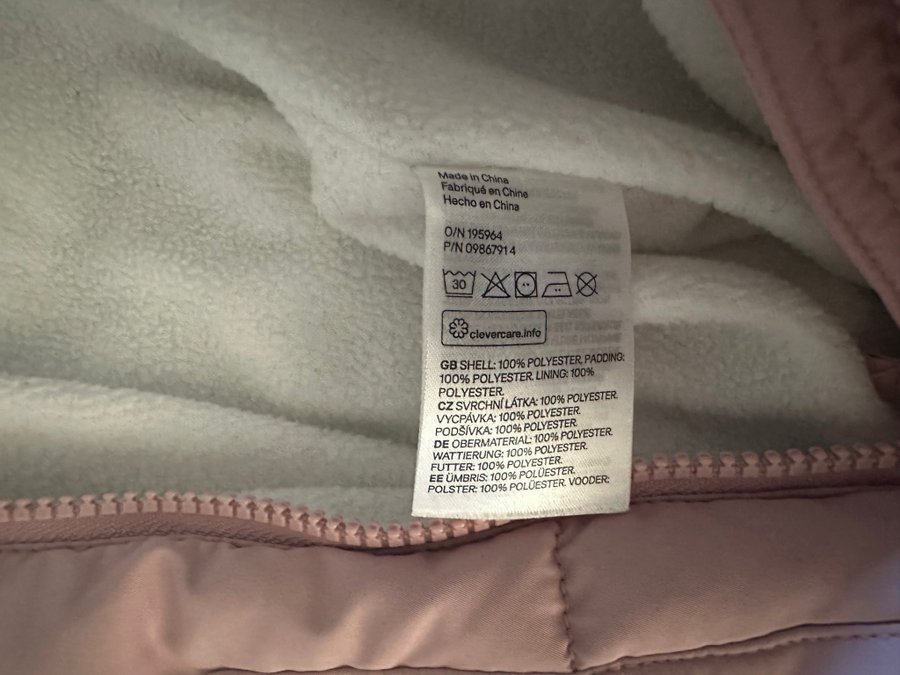 Made in China
Fabriqué en Chine
Hecho en China
O/N 195964
P/N 09867914
30
clevercare.info
GB SHELL: 100% POLYESTER. PADDING:
100% POLYESTER. LINING: 100%
POLYESTER.
CZ SVRCHNÍ LÁTKA: 100% POLYESTER.
VYCPÁVKA: 100% POLYESTER.
PODŠÍVKA: 100% POLYESTER.
DE OBERMATERIAL: 100% POLYESTER.
WATTIERUNG: 100% POLYESTER.
FUTTER: 100% POLYESTER.
EE ÜMBRIS: 100% POLÜESTER.
POLSTER: 100% POLÜESTER. VOODER: